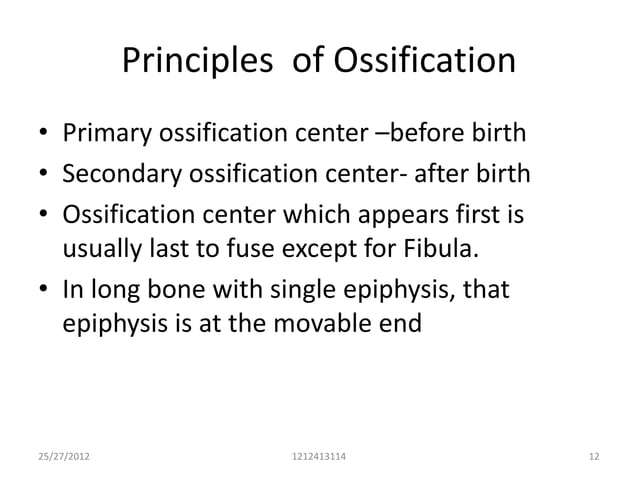 Principles  of Ossification
• Primary ossification center –before birth
• Secondary ossification center- after birth
• Ossification center which appears first is
usually last to fuse except for Fibula.
• In long bone with single epiphysis, that
epiphysis is at the movable end
25/27/2012
1212413114
12